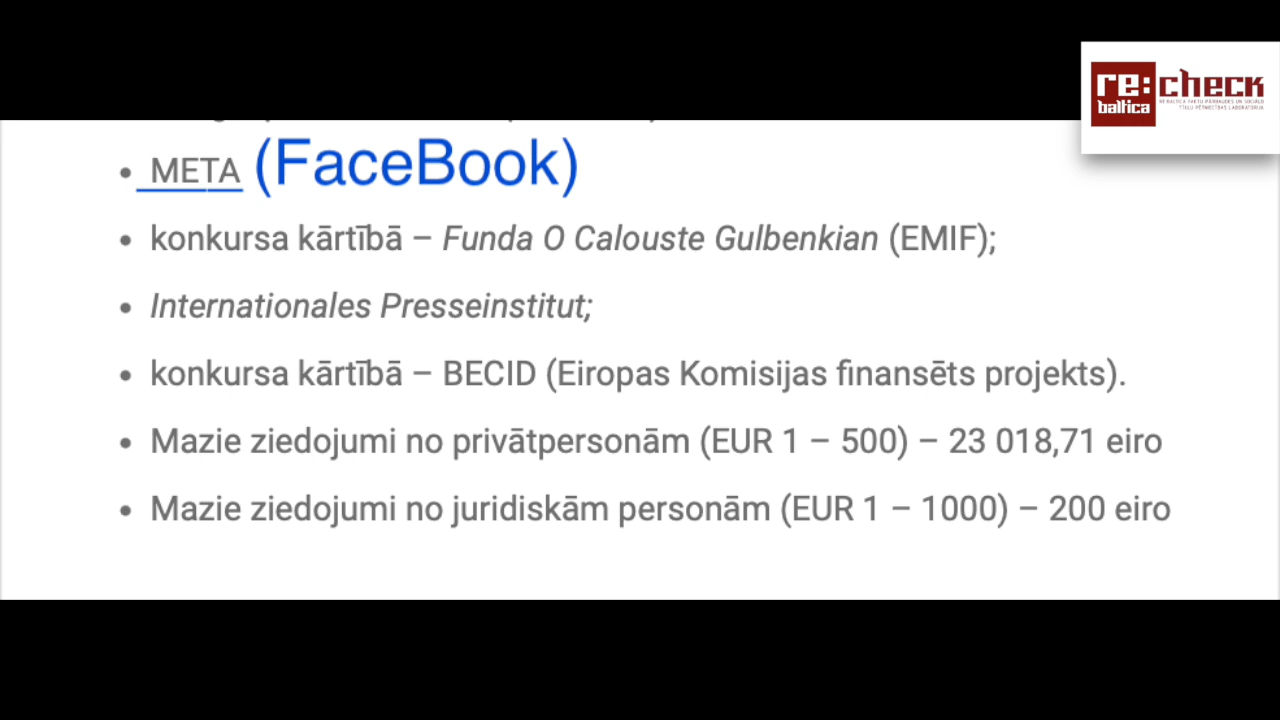 re:check
baltica
META (FaceBook)
konkursa kārtībā – Funda O Calouste Gulbenkian (EMIF);
Internationales Presseinstitut;
konkursa kārtībā – BECID (Eiropas Komisijas finansēts projekts).
Mazie ziedojumi no privātpersonām (EUR 1 – 500) – 23 018,71 eiro
Mazie ziedojumi no juridiskām personām (EUR 1 – 1000) – 200 eiro